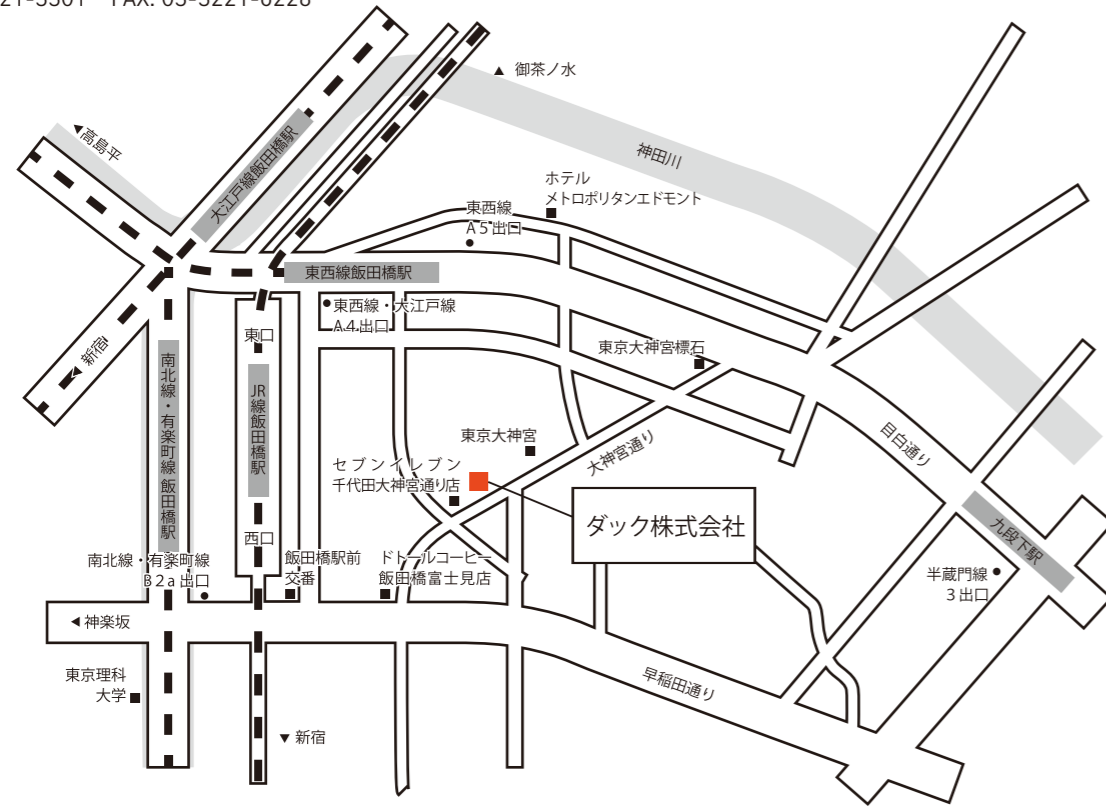 21-3301 FAX: 03-3221-6228
▲ 御茶ノ水
◀高島平
大江戸線飯田橋駅
神田川
ホテル
メトロポリタンエドモント
東西線
A5出口
東西線飯田橋駅
東西線・大江戸線
A4出口
東口
新宿
南北線・有楽町線 飯田橋駅
JR線飯田橋駅
東京大神宮標石
東京大神宮
大神宮通り
目白通り
セブンイレブン
千代田大神宮通り店
ダック株式会社
九段下駅
西口
南北線・有楽町線
B2a出口
飯田橋駅前
交番
ドトールコーヒー
飯田橋富士見店
半蔵門線
3出口
◀ 神楽坂
東京理科
大学
早稲田通り
▼ 新宿